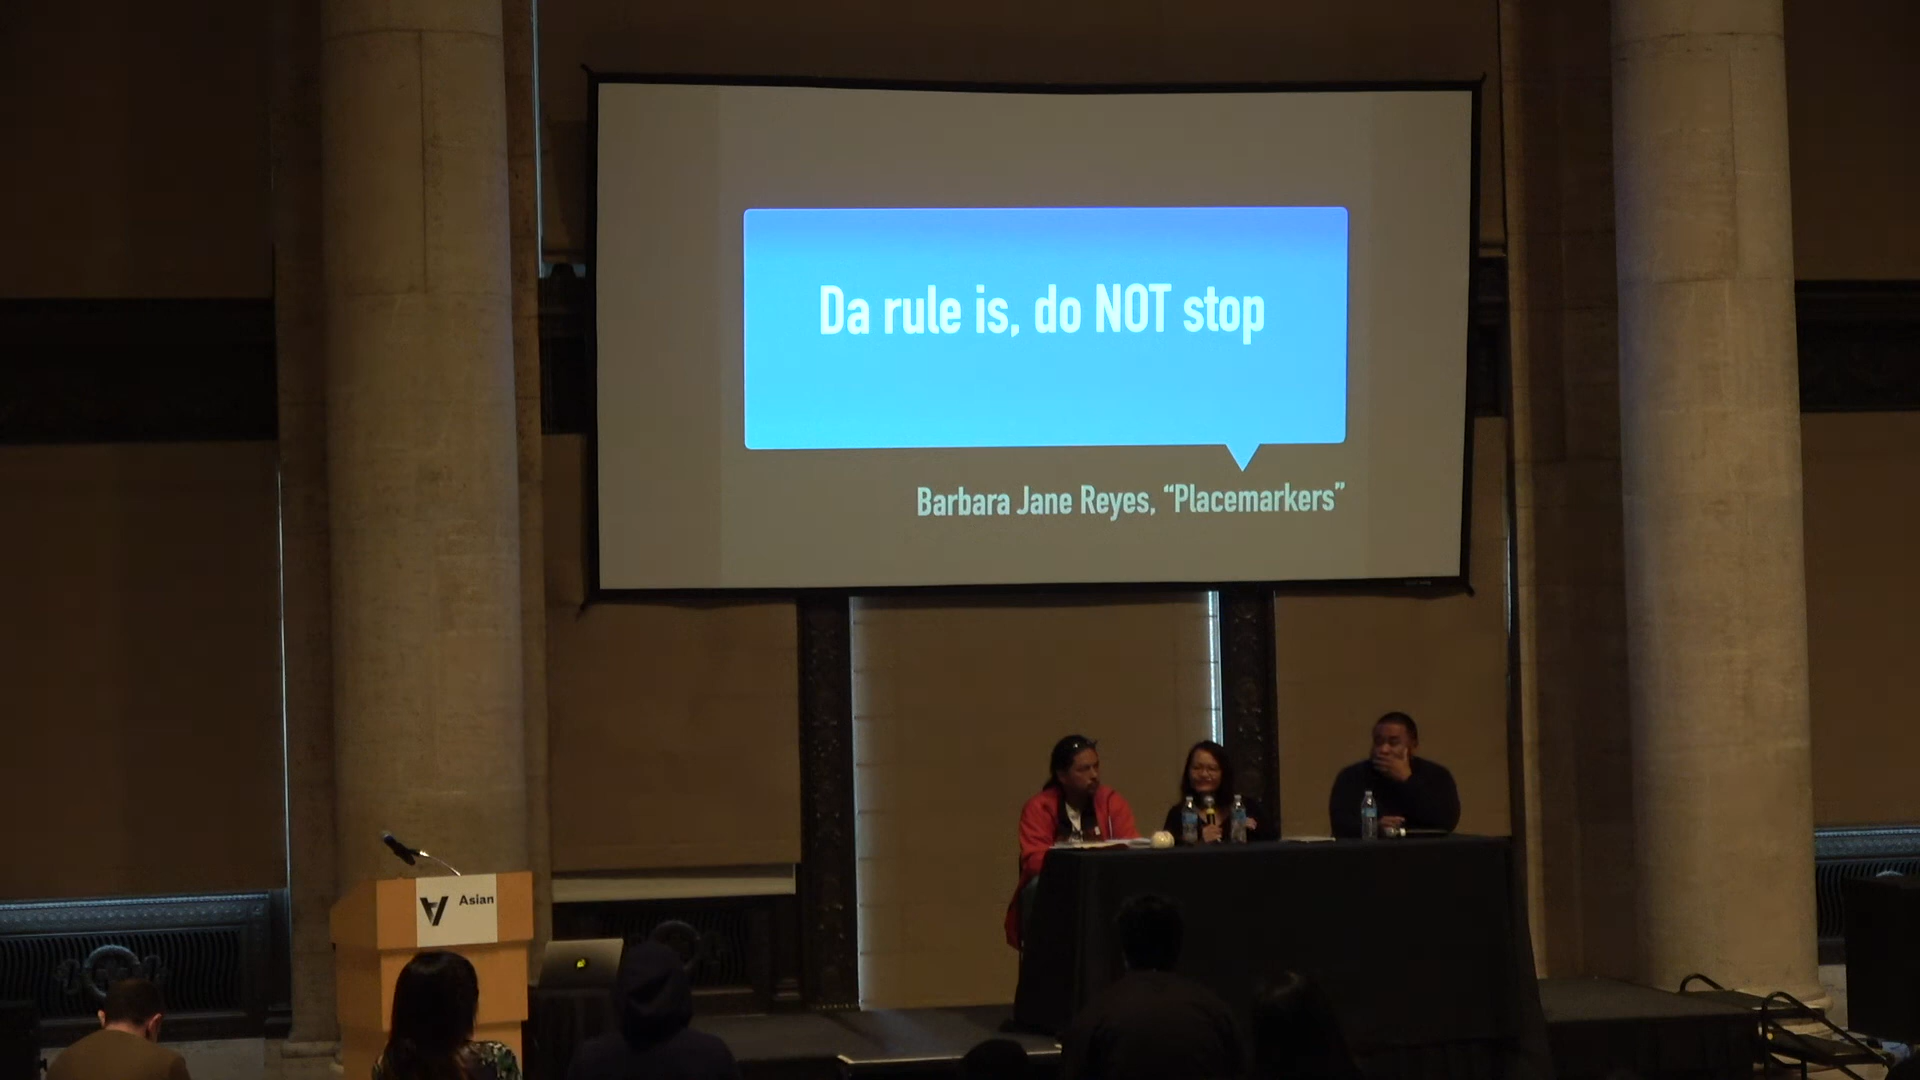 Da rule is, do NOT stop
Barbara Jane Reyes, “Placemarkers”
Asian